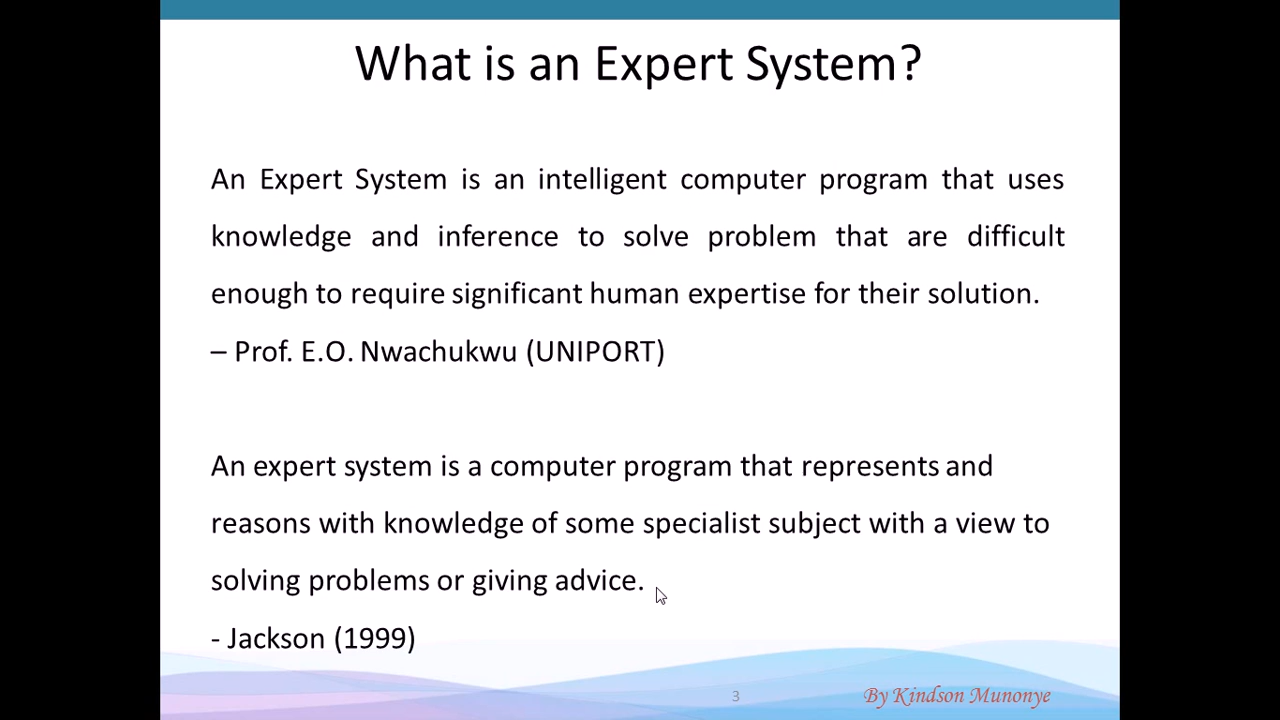 What is an Expert System?
An Expert System is an intelligent computer program that uses
knowledge and inference to solve problem that are difficult
enough to require significant human expertise for their solution.
– Prof. E.O. Nwachukwu (UNIPORT)
An expert system is a computer program that represents and
reasons with knowledge of some specialist subject with a view to
solving problems or giving advice.
- Jackson (1999)
3
By Kindson Munonye